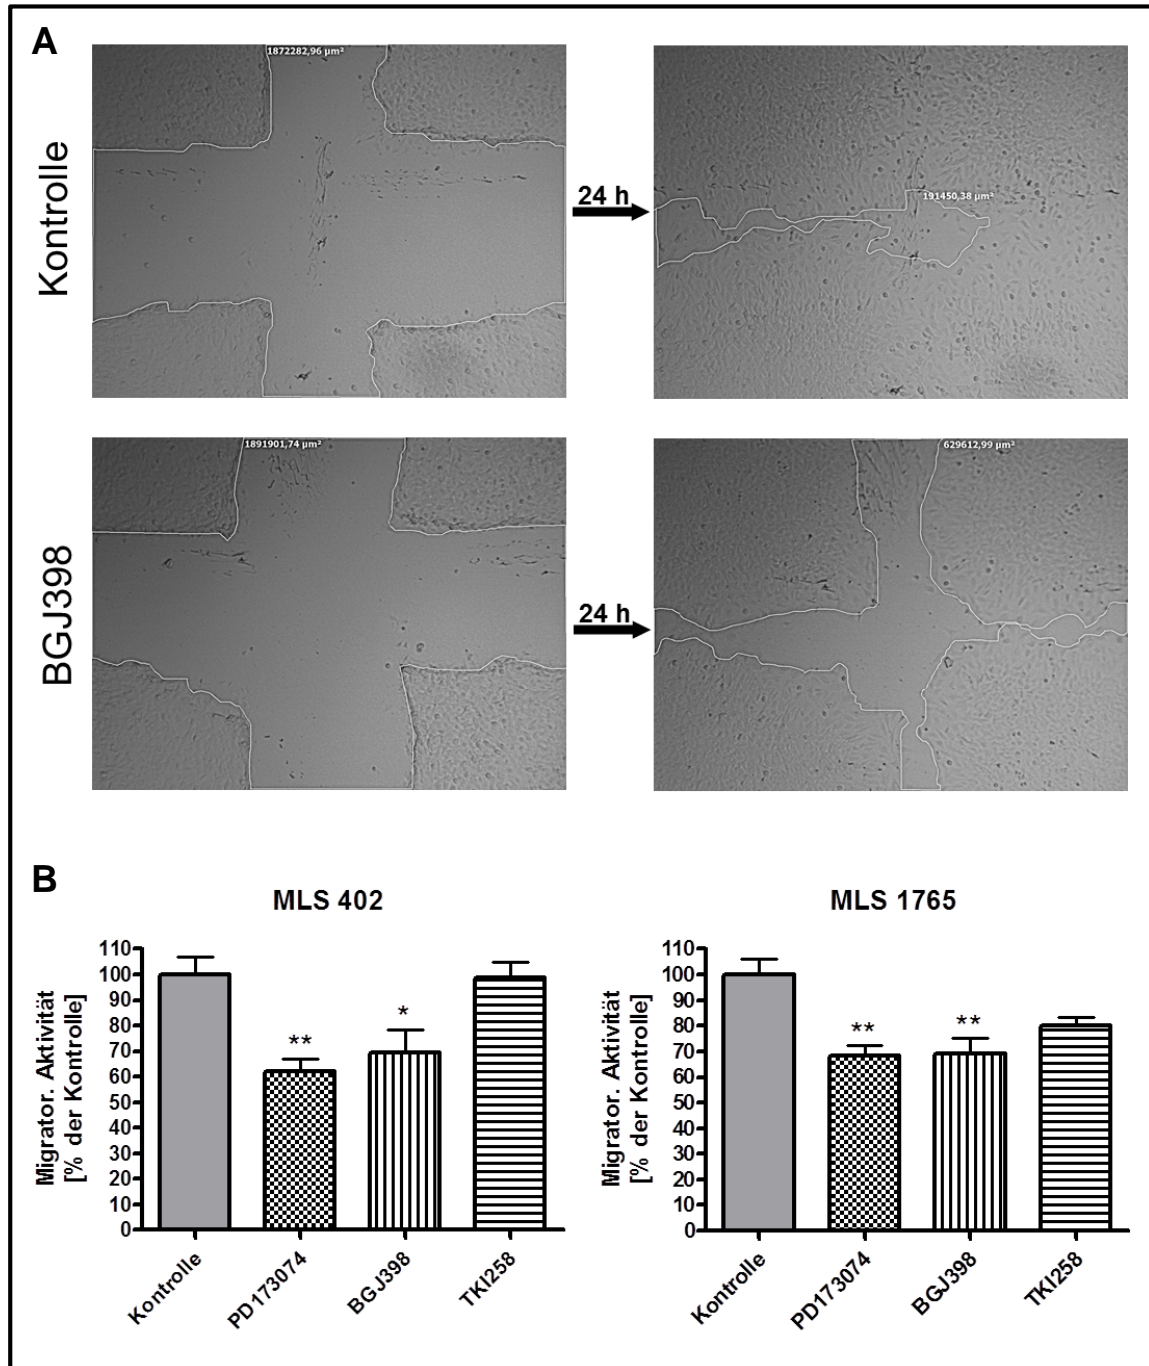 A
Kontrolle
1872282,96 µm²
24 h
191450,38 µm²
BGJ398
1891901,74 µm²
24 h
629612,99 µm²
B
MLS 402
Migrator. Aktivität
[% der Kontrolle]
110
100
90
80
70
60
50
40
30
20
10
0
**
*
Kontrolle
PD173074
BGJ398
TKI258
MLS 1765
Migrator. Aktivität
[% der Kontrolle]
110
100
90
80
70
60
50
40
30
20
10
0
**
**
Kontrolle
PD173074
BGJ398
TKI258